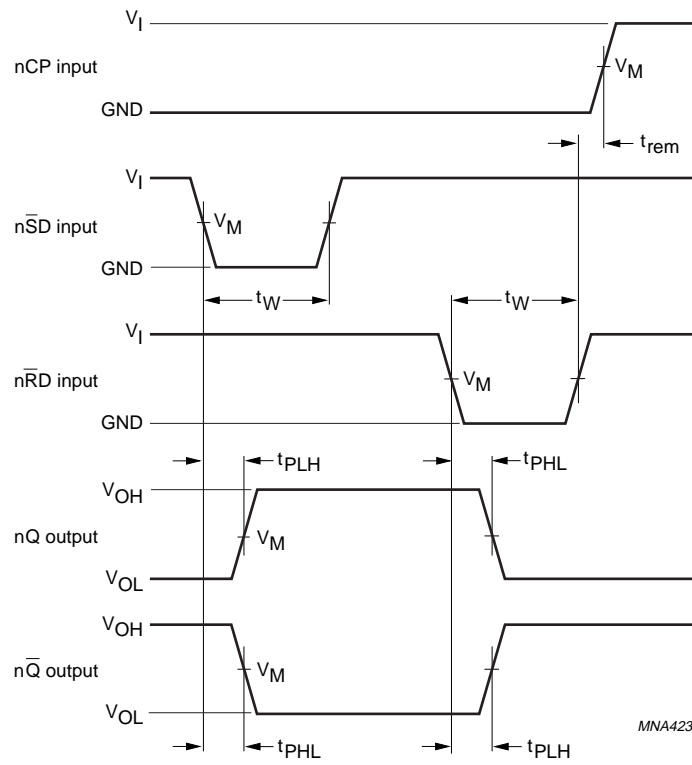 V_I
nCP input
V_M
GND
t_rem
V_I
nS̅D input
V_M
GND
t_W
t_W
V_I
nR̅D input
V_M
GND
t_PLH
t_PHL
V_OH
nQ output
V_M
V_OL
V_OH
nQ̅ output
V_M
V_OL
MNA423
t_PHL
t_PLH